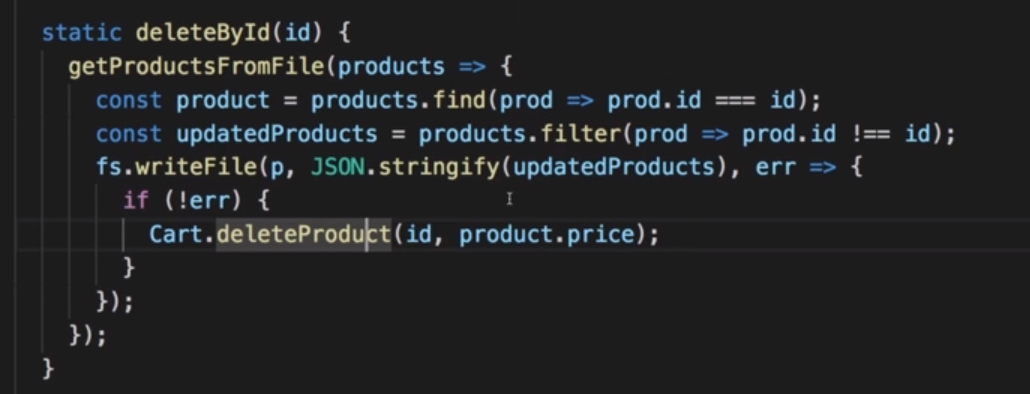 static deleteById(id) {
  getProductsFromFile(products => {
    const product = products.find(prod => prod.id === id);
    const updatedProducts = products.filter(prod => prod.id !== id);
    fs.writeFile(p, JSON.stringify(updatedProducts), err => {
      if (!err) {
        Cart.deleteProduct(id, product.price);
      }
    });
  });
}